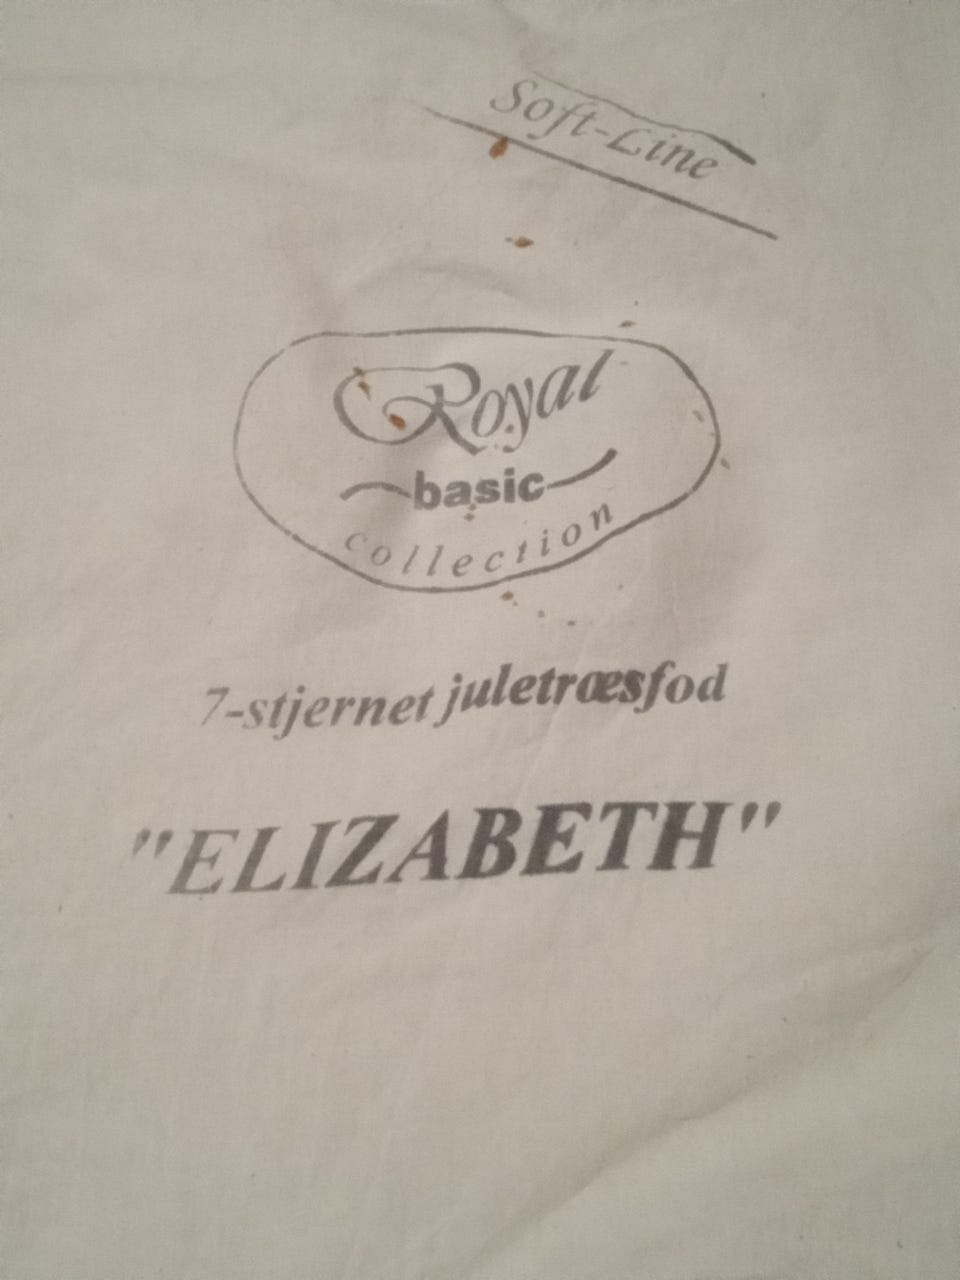 Soft-Line
Royal
basic
collection
7-stjernet juletræsfod
"ELIZABETH"